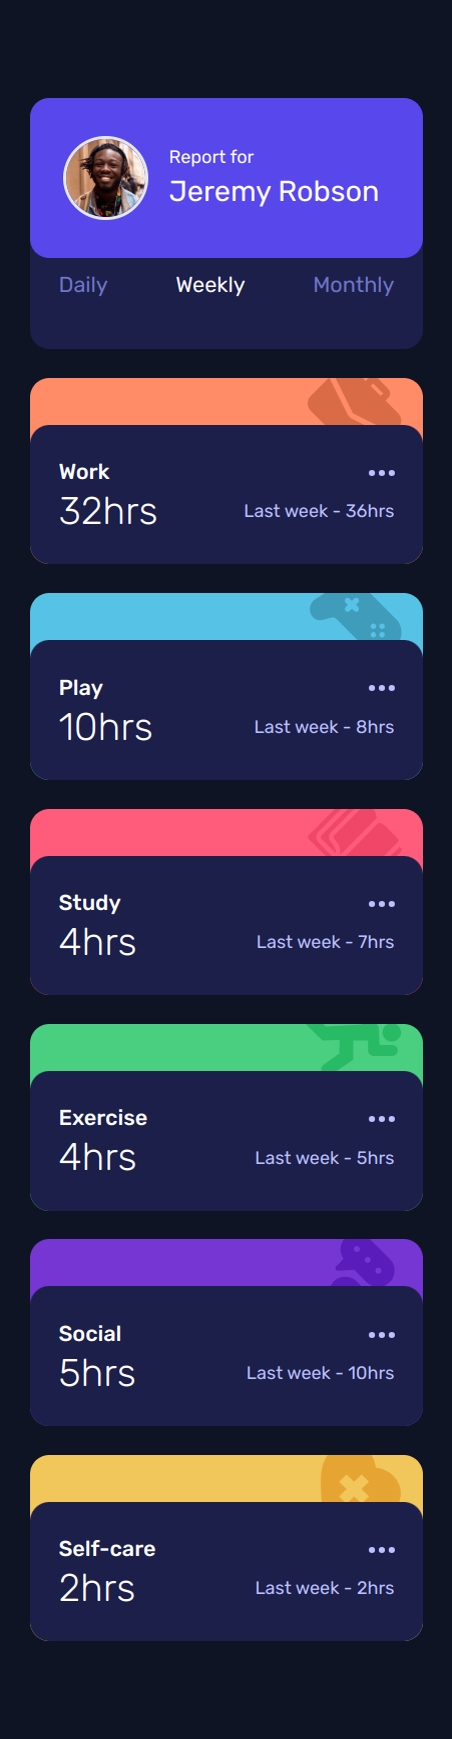 Report for
Jeremy Robson
Daily Weekly Monthly
Work
32hrs Last week - 36hrs
Play
10hrs Last week - 8hrs
Study
4hrs Last week - 7hrs
Exercise
4hrs Last week - 5hrs
Social
5hrs Last week - 10hrs
Self-care
2hrs Last week - 2hrs